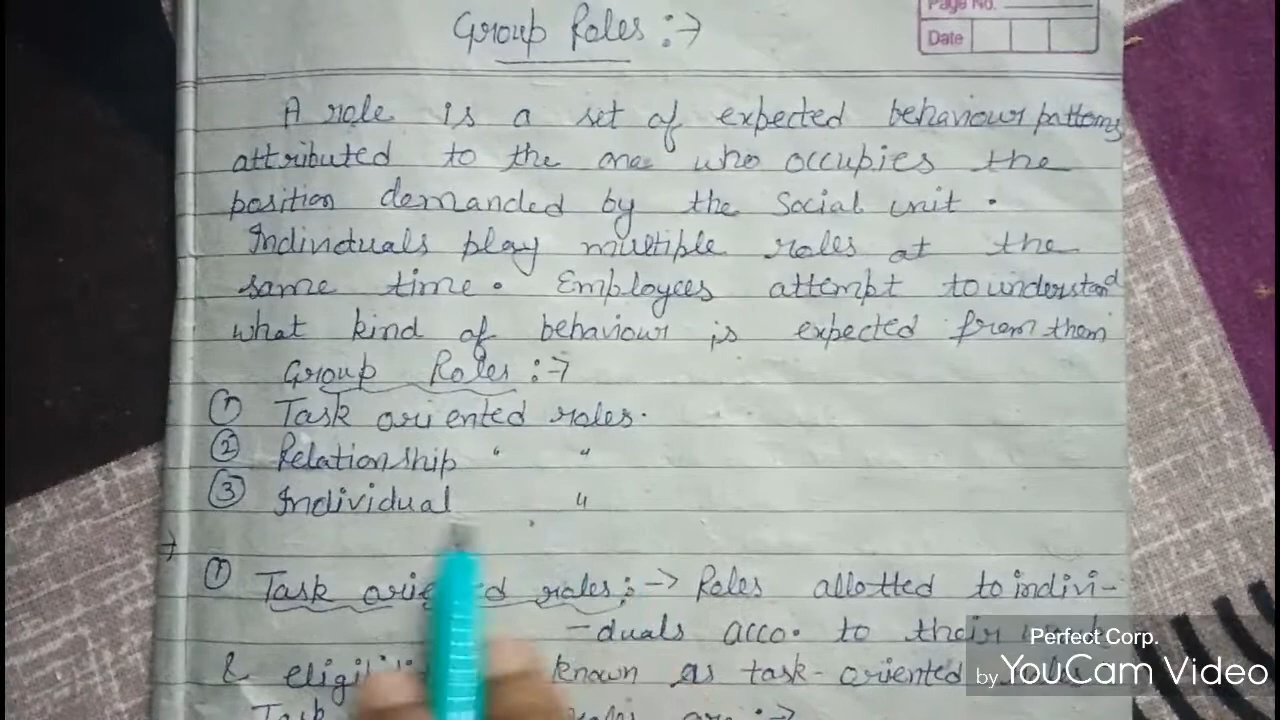 Page No.
Date
Group Roles :→
A role is a set of expected behaviour patterns
attributed to the one who occupies the
position demanded by the social unit.
Individuals play multiple roles at the
same time. Employees attempt to understand
what kind of behaviour is expected from them
Group Roles :→
① Task oriented roles.
② Relationship " "
③ Individual "
→
① Task oriented roles :→ Roles allotted to indivi-
-duals acco. to their
& known as task-oriented
Task are :→
Perfect Corp.
by YouCam Video